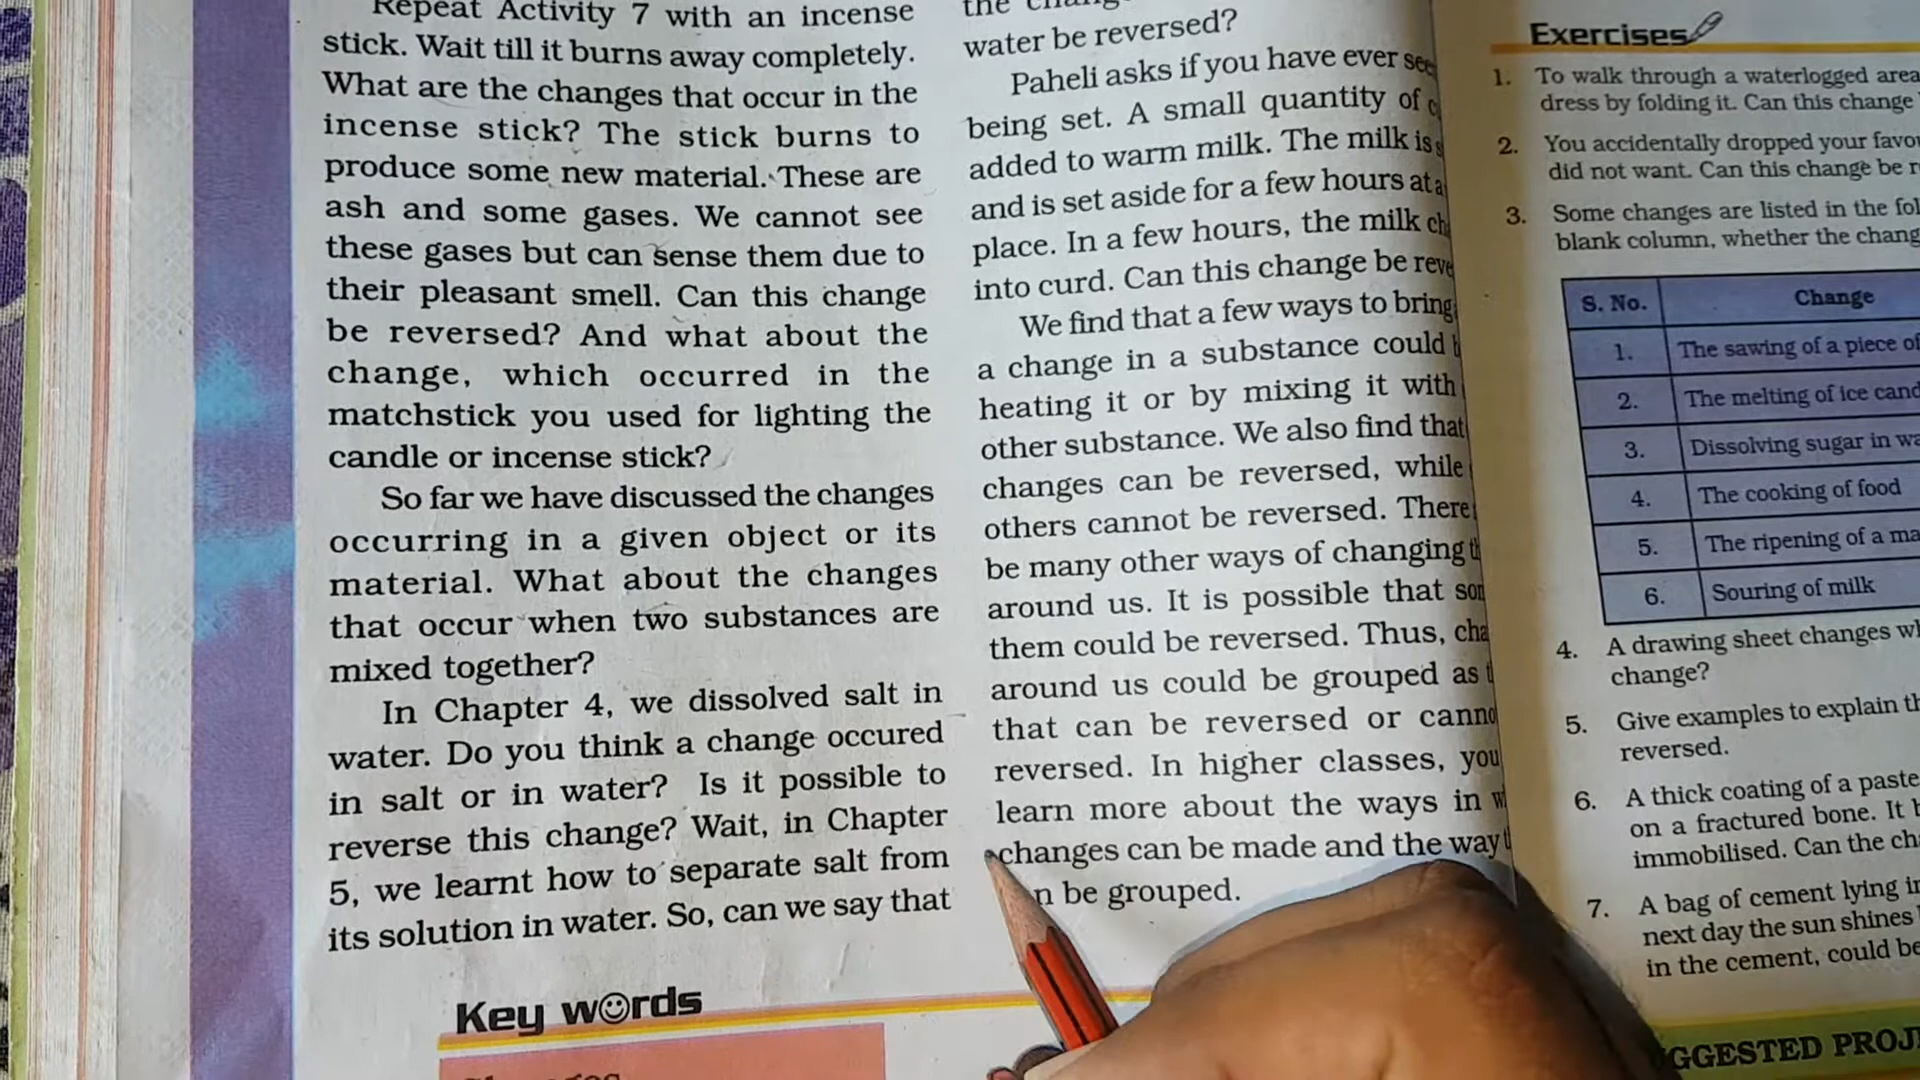 Repeat Activity 7 with an incense
stick. Wait till it burns away completely.
What are the changes that occur in the
incense stick? The stick burns to
produce some new material. These are
ash and some gases. We cannot see
these gases but can sense them due to
their pleasant smell. Can this change
be reversed? And what about the
change, which occurred in the
matchstick you used for lighting the
candle or incense stick?
So far we have discussed the changes
occurring in a given object or its
material. What about the changes
that occur when two substances are
mixed together?
In Chapter 4, we dissolved salt in
water. Do you think a change occured
in salt or in water? Is it possible to
reverse this change? Wait, in Chapter
5, we learnt how to separate salt from
its solution in water. So, can we say that
Key words
the
water be reversed?
Paheli asks if you have ever
being set. A small quantity of
added to warm milk. The milk is
and is set aside for a few hours at
place. In a few hours, the milk
into curd. Can this change be
We find that a few ways to bring
a change in a substance could
heating it or by mixing it with
other substance. We also find that
changes can be reversed, while
others cannot be reversed. There
be many other ways of changing
around us. It is possible that
them could be reversed. Thus,
around us could be grouped as
that can be reversed or
reversed. In higher classes, you
learn more about the ways in
changes can be made and the way
be grouped.
Exercises
1. To walk through a waterlogged area
dress by folding it. Can this change
2. You accidentally dropped your
did not want. Can this change be
3. Some changes are listed in the
blank column, whether the
S. No. Change
1. The sawing of a piece of
2. The melting of ice
3. Dissolving sugar in
4. The cooking of food
5. The ripening of a
6. Souring of milk
4. A drawing sheet changes
change?
5. Give examples to explain
reversed.
6. A thick coating of a paste
on a fractured bone. It
immobilised. Can the
7. A bag of cement lying
next day the sun shines
in the cement, could